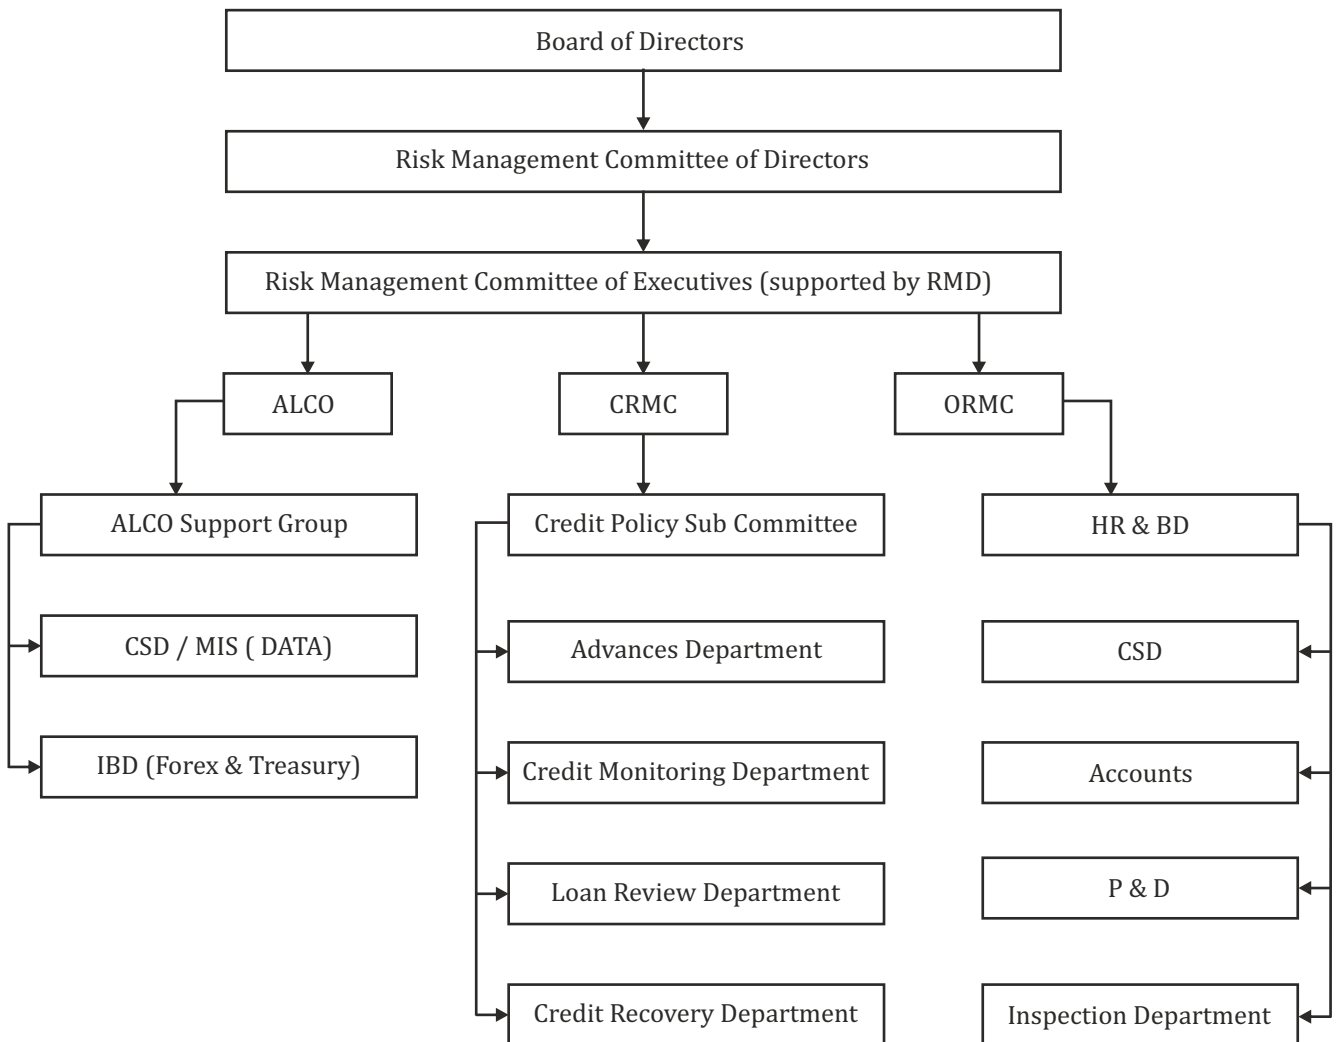 Board of Directors
Risk Management Committee of Directors
Risk Management Committee of Executives (supported by RMD)
ALCO
CRMC
ORMC
ALCO Support Group
Credit Policy Sub Committee
HR & BD
CSD / MIS ( DATA)
Advances Department
CSD
IBD (Forex & Treasury)
Credit Monitoring Department
Accounts
Loan Review Department
P & D
Credit Recovery Department
Inspection Department